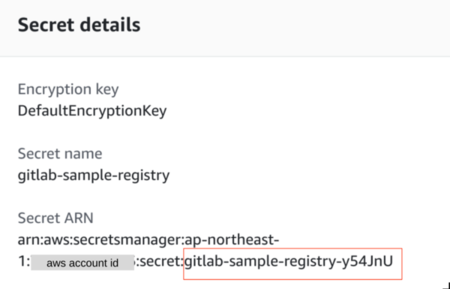 Secret details
Encryption key
DefaultEncryptionKey
Secret name
gitlab-sample-registry
Secret ARN
arn:aws:secretsmanager:ap-northeast-
1: aws account id :secret:gitlab-sample-registry-y54JnU